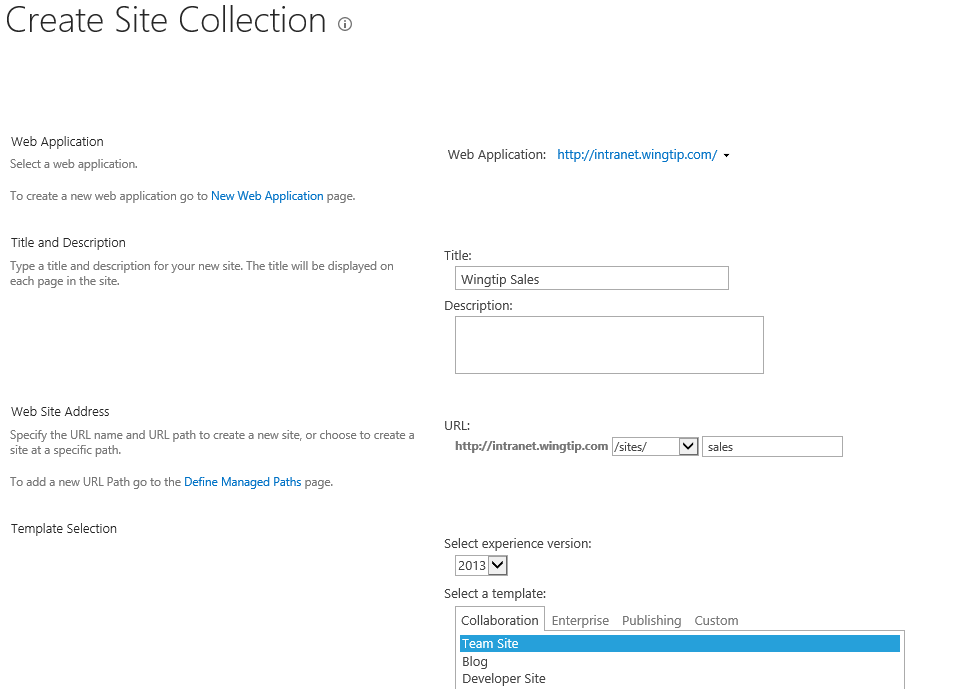 Create Site Collection
Web Application
Select a web application.
To create a new web application go to New Web Application page.
Web Application: http://intranet.wingtip.com/
Title and Description
Type a title and description for your new site. The title will be displayed on
each page in the site.
Title:
Wingtip Sales
Description:
Web Site Address
Specify the URL name and URL path to create a new site, or choose to create a
site at a specific path.
To add a new URL Path go to the Define Managed Paths page.
URL:
http://intranet.wingtip.com /sites/ sales
Template Selection
Select experience version:
2013
Select a template:
Collaboration Enterprise Publishing Custom
Team Site
Blog
Developer Site